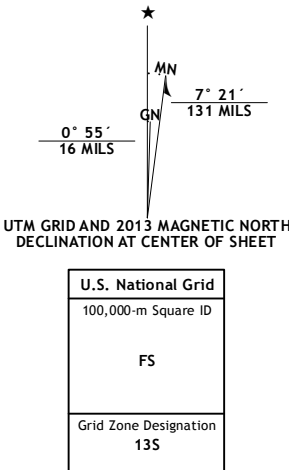 ★
MN
7° 21´
131 MILS
GN
0° 55´
16 MILS
UTM GRID AND 2013 MAGNETIC NORTH
DECLINATION AT CENTER OF SHEET
U.S. National Grid
100,000-m Square ID
FS
Grid Zone Designation
13S